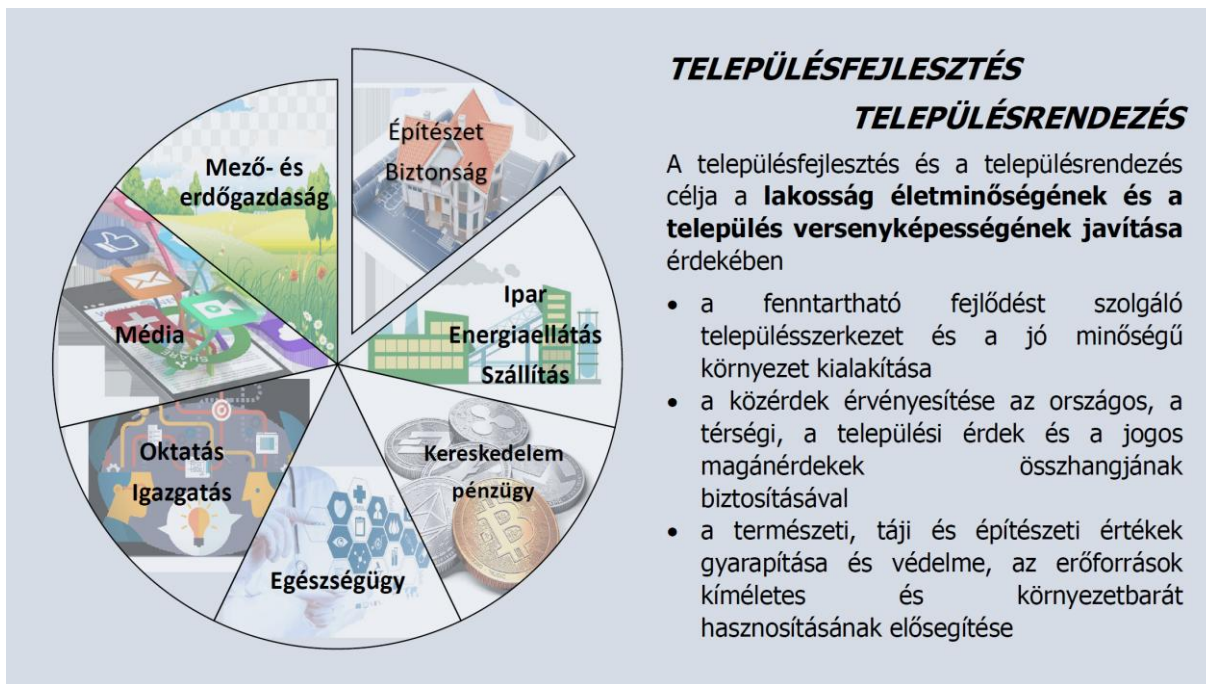 TELEPÜLÉSFEJLESZTÉS
TELEPÜLÉSRENDEZÉS
A településfejlesztés és a településrendezés
célja a lakosság életminőségének és a
település versenyképességének javítása
érdekében
• a fenntartható fejlődést szolgáló
településszerkezet és a jó minőségű
környezet kialakítása
• a közérdek érvényesítése az országos, a
térségi, a települési érdek és a jogos
magánérdekek összhangjának
biztosításával
• a természeti, táji és építészeti értékek
gyarapítása és védelme, az erőforrások
kíméletes és környezetbarát
hasznosításának elősegítése
Építészet
Biztonság
Ipar
Energiaellátás
Szállítás
Kereskedelem
pénzügy
Egészségügy
Oktatás
Igazgatás
Média
SHARE
Mező- és
erdőgazdaság